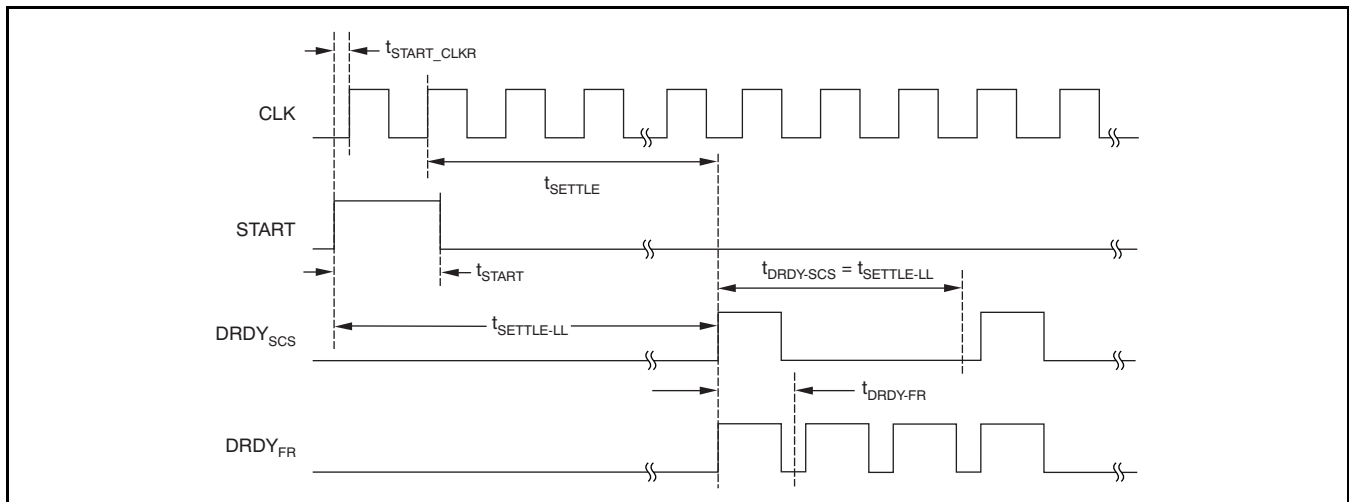 tSTART_CLKR
CLK
tSETTLE
START
tSTART
tDRDY-SCS = tSETTLE-LL
tSETTLE-LL
DRDYSCS
tDRDY-FR
DRDYFR